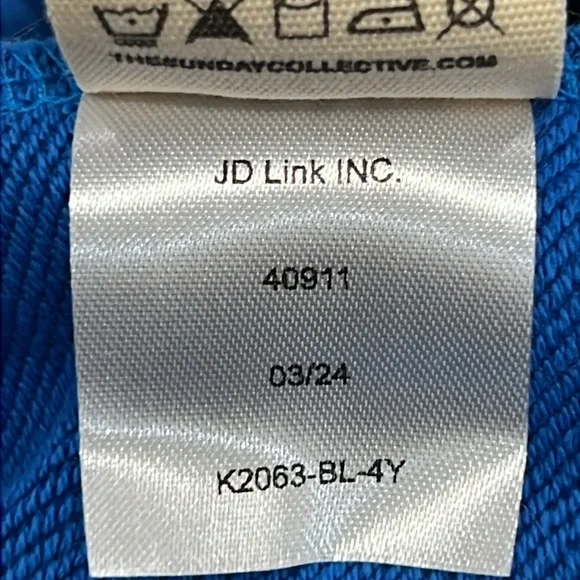 THESUNDAYCOLLECTIVE.COM
JD Link INC.
40911
03/24
K2063-BL-4Y